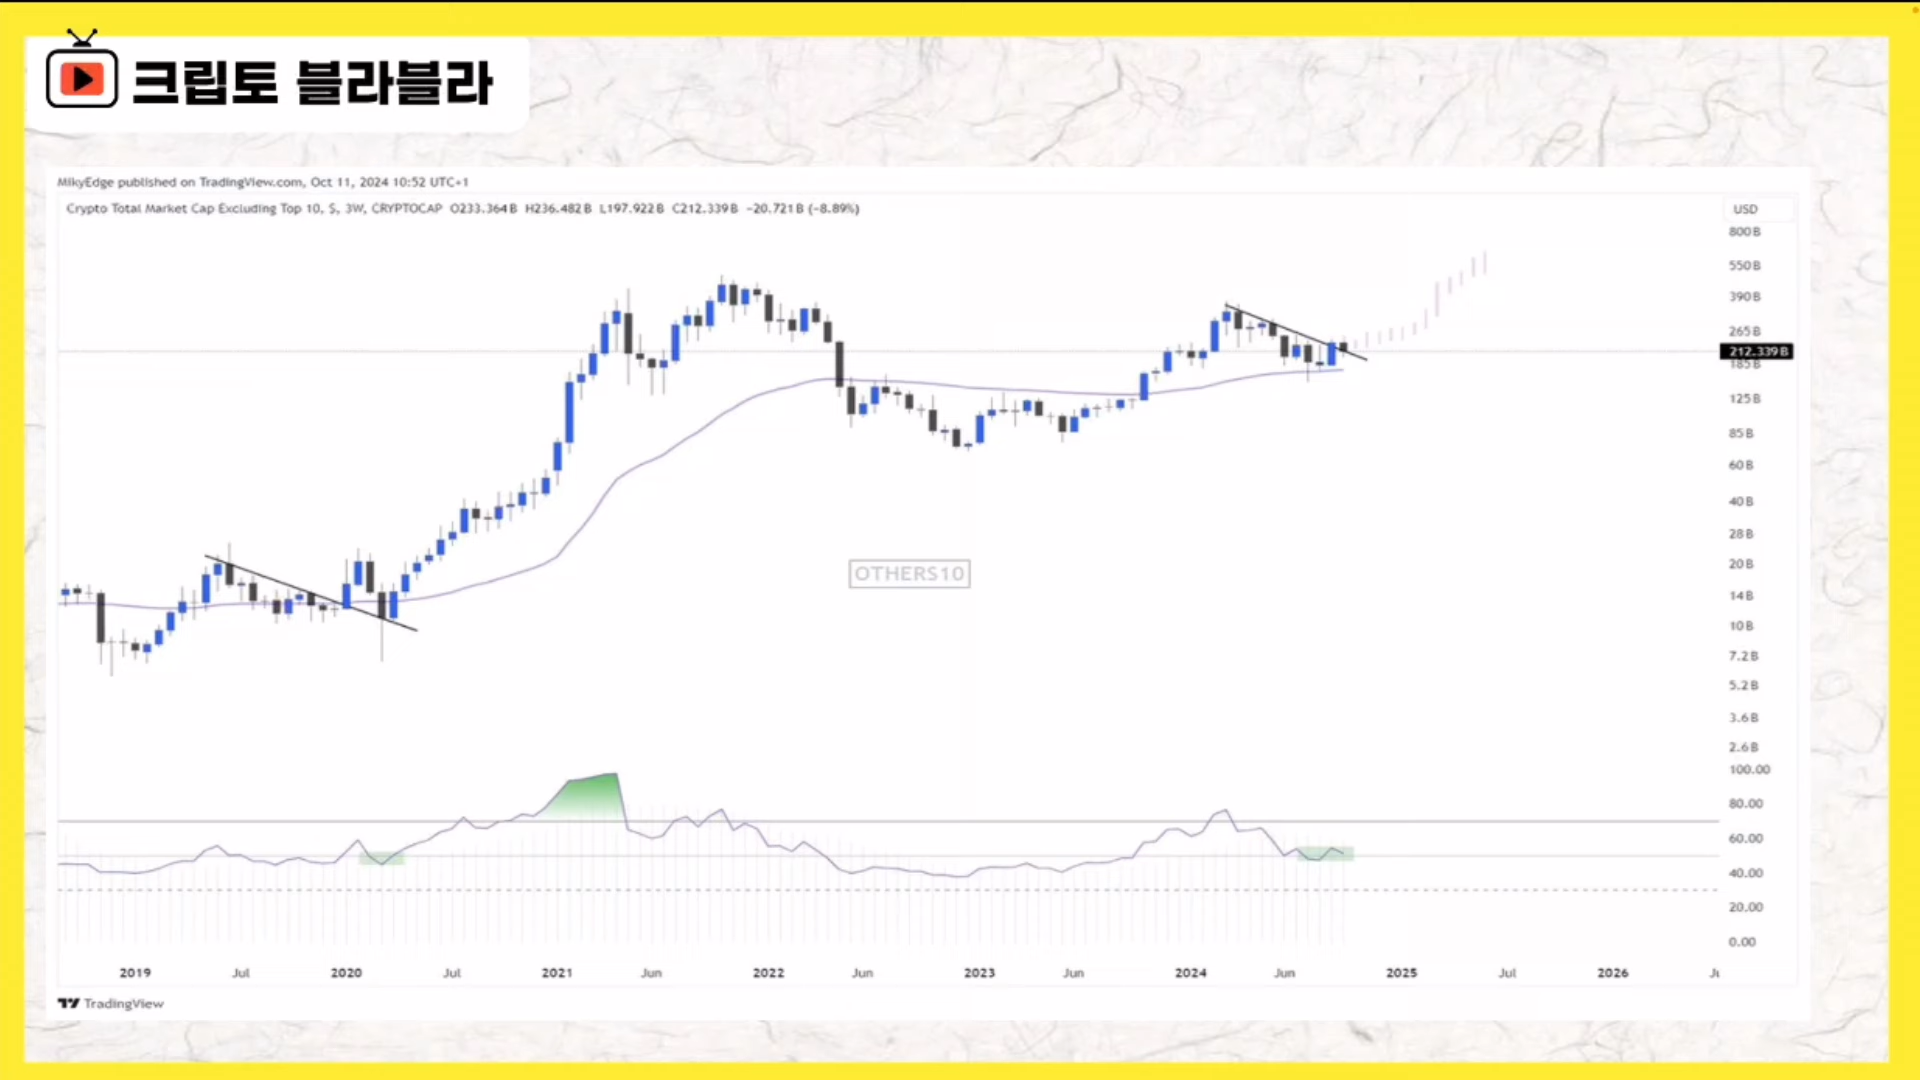 크립토 블라블라
MikyEdge published on TradingView.com, Oct 11, 2024 10:52 UTC+1
Crypto Total Market Cap Excluding Top 10, $, 3W, CRYPTOCAP O233.364B H236.482B L197.922B C212.339B −20.721B (−8.89%)
USD
800B
550B
390B
265B
212.339B
185B
125B
85B
60B
40B
28B
OTHERS10
20B
14B
10B
7.2B
5.2B
3.6B
2.6B
100.00
80.00
60.00
40.00
20.00
0.00
2019 Jul 2020 Jul 2021 Jun 2022 Jun 2023 Jun 2024 Jun 2025 Jul 2026
TradingView